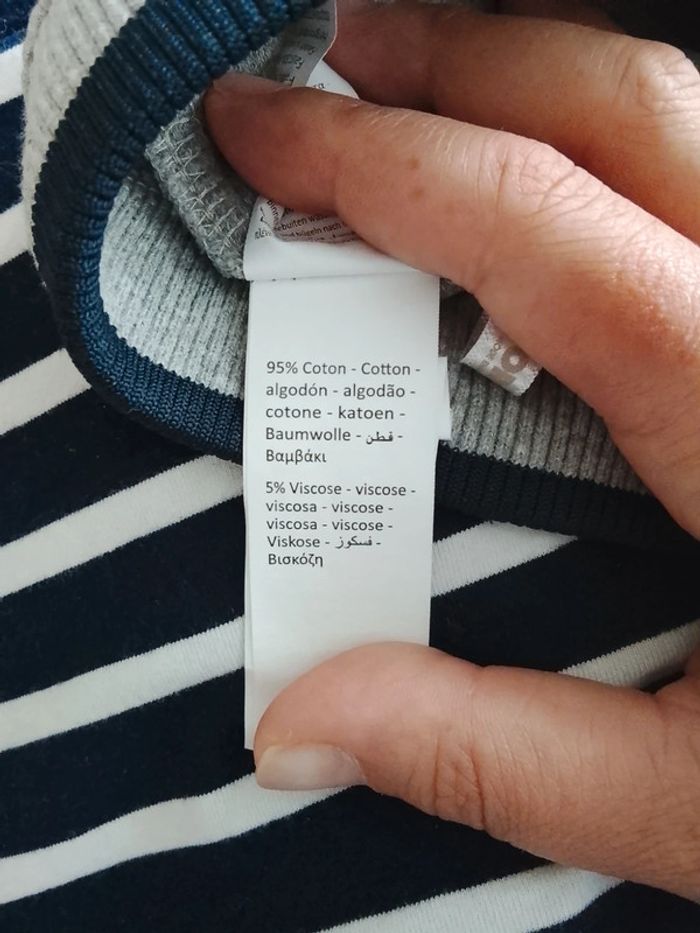 ebuiten
95% Coton - Cotton -
algodón - algodão -
cotone - katoen -
Baumwolle - قطن -
Βαμβάκι
5% Viscose - viscose -
viscosa - viscose -
viscosa - viscose -
Viskose - فسكوز -
Βισκόζη